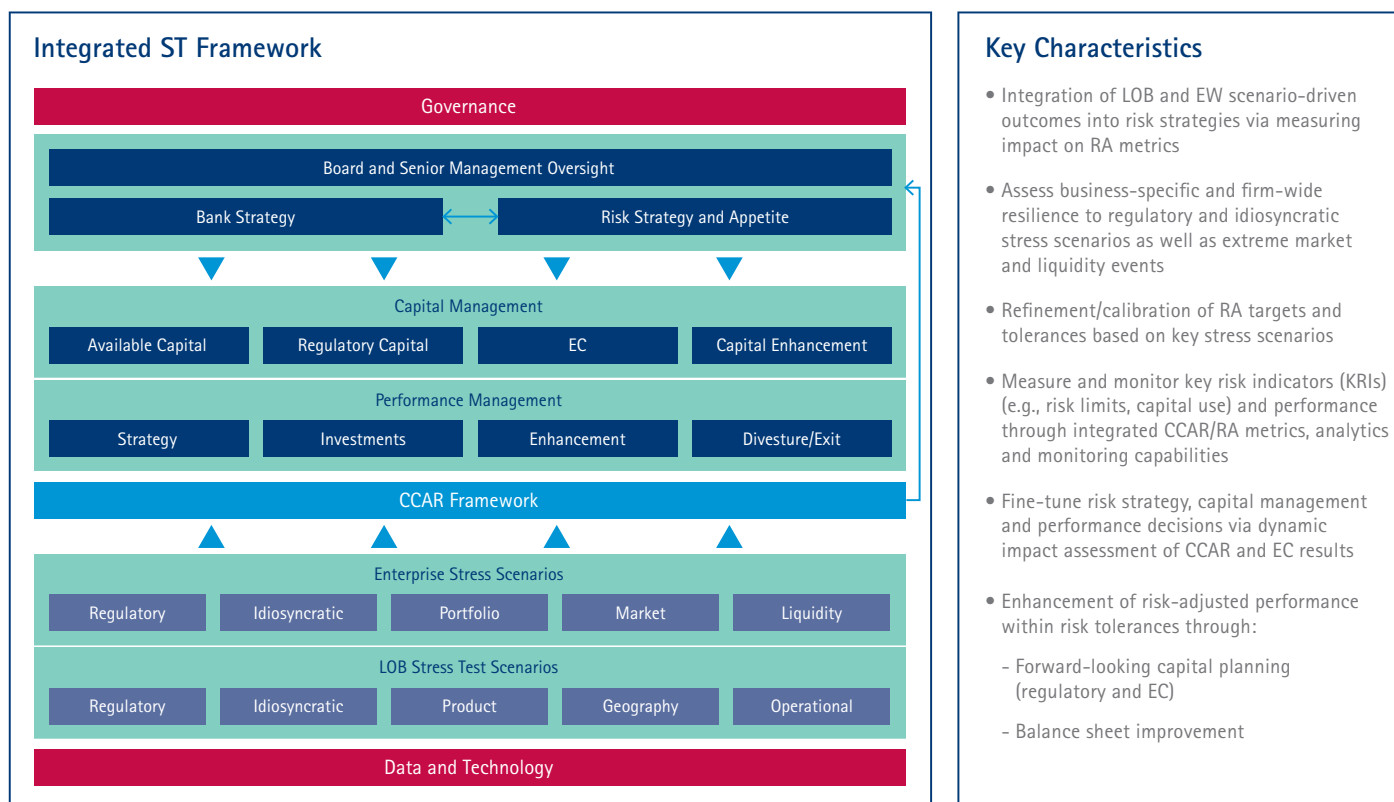 Integrated ST Framework
Governance
Board and Senior Management Oversight
Bank Strategy
Risk Strategy and Appetite
Capital Management
Available Capital
Regulatory Capital
EC
Capital Enhancement
Performance Management
Strategy
Investments
Enhancement
Divesture/Exit
CCAR Framework
Enterprise Stress Scenarios
Regulatory
Idiosyncratic
Portfolio
Market
Liquidity
LOB Stress Test Scenarios
Regulatory
Idiosyncratic
Product
Geography
Operational
Data and Technology
Key Characteristics
• Integration of LOB and EW scenario-driven
outcomes into risk strategies via measuring
impact on RA metrics
• Assess business-specific and firm-wide
resilience to regulatory and idiosyncratic
stress scenarios as well as extreme market
and liquidity events
• Refinement/calibration of RA targets and
tolerances based on key stress scenarios
• Measure and monitor key risk indicators (KRIs)
(e.g., risk limits, capital use) and performance
through integrated CCAR/RA metrics, analytics
and monitoring capabilities
• Fine-tune risk strategy, capital management
and performance decisions via dynamic
impact assessment of CCAR and EC results
• Enhancement of risk-adjusted performance
within risk tolerances through:
- Forward-looking capital planning
(regulatory and EC)
- Balance sheet improvement